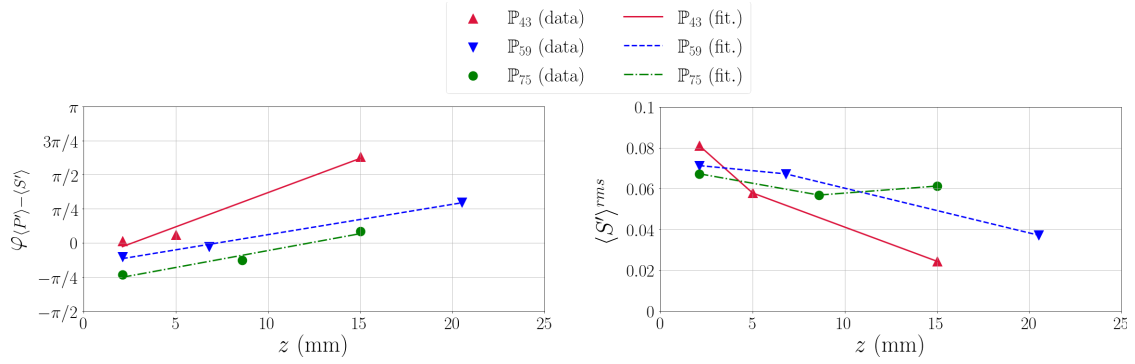 ℙ₄₃ (data) ℙ₄₃ (fit.)
ℙ₅₉ (data) ℙ₅₉ (fit.)
ℙ₇₅ (data) ℙ₇₅ (fit.)
φ⟨P′⟩−⟨S′⟩
π
3π/4
π/2
π/4
0
−π/4
−π/2
0 5 10 15 20 25
z (mm)
⟨S′⟩ʳᵐˢ
0.1
0.08
0.06
0.04
0.02
0
0 5 10 15 20 25
z (mm)